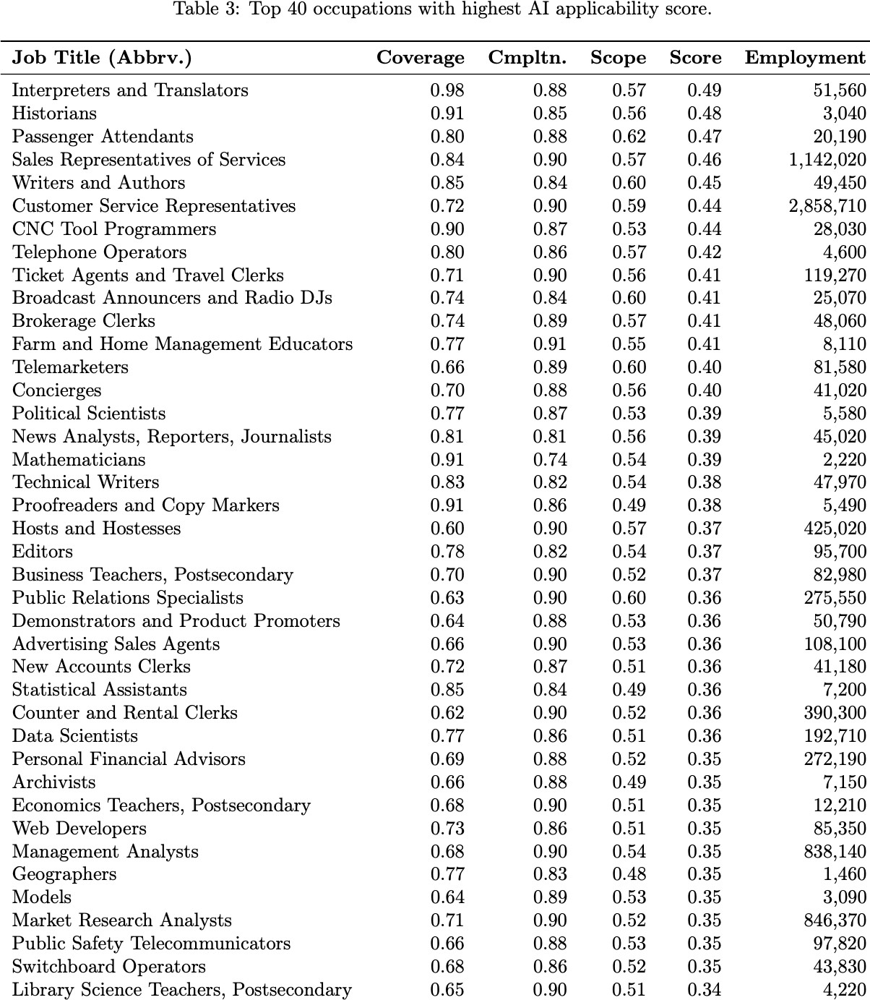 Table 3: Top 40 occupations with highest AI applicability score.
Job Title (Abbrv.) Coverage Cmpltn. Scope Score Employment
Interpreters and Translators 0.98 0.88 0.57 0.49 51,560
Historians 0.91 0.85 0.56 0.48 3,040
Passenger Attendants 0.80 0.88 0.62 0.47 20,190
Sales Representatives of Services 0.84 0.90 0.57 0.46 1,142,020
Writers and Authors 0.85 0.84 0.60 0.45 49,450
Customer Service Representatives 0.72 0.90 0.59 0.44 2,858,710
CNC Tool Programmers 0.90 0.87 0.53 0.44 28,030
Telephone Operators 0.80 0.86 0.57 0.42 4,600
Ticket Agents and Travel Clerks 0.71 0.90 0.56 0.41 119,270
Broadcast Announcers and Radio DJs 0.74 0.84 0.60 0.41 25,070
Brokerage Clerks 0.74 0.89 0.57 0.41 48,060
Farm and Home Management Educators 0.77 0.91 0.55 0.41 8,110
Telemarketers 0.66 0.89 0.60 0.40 81,580
Concierges 0.70 0.88 0.56 0.40 41,020
Political Scientists 0.77 0.87 0.53 0.39 5,580
News Analysts, Reporters, Journalists 0.81 0.81 0.56 0.39 45,020
Mathematicians 0.91 0.74 0.54 0.39 2,220
Technical Writers 0.83 0.82 0.54 0.38 47,970
Proofreaders and Copy Markers 0.91 0.86 0.49 0.38 5,490
Hosts and Hostesses 0.60 0.90 0.57 0.37 425,020
Editors 0.78 0.82 0.54 0.37 95,700
Business Teachers, Postsecondary 0.70 0.90 0.52 0.37 82,980
Public Relations Specialists 0.63 0.90 0.60 0.36 275,550
Demonstrators and Product Promoters 0.64 0.88 0.53 0.36 50,790
Advertising Sales Agents 0.66 0.90 0.53 0.36 108,100
New Accounts Clerks 0.72 0.87 0.51 0.36 41,180
Statistical Assistants 0.85 0.84 0.49 0.36 7,200
Counter and Rental Clerks 0.62 0.90 0.52 0.36 390,300
Data Scientists 0.77 0.86 0.51 0.36 192,710
Personal Financial Advisors 0.69 0.88 0.52 0.35 272,190
Archivists 0.66 0.88 0.49 0.35 7,150
Economics Teachers, Postsecondary 0.68 0.90 0.51 0.35 12,210
Web Developers 0.73 0.86 0.51 0.35 85,350
Management Analysts 0.68 0.90 0.54 0.35 838,140
Geographers 0.77 0.83 0.48 0.35 1,460
Models 0.64 0.89 0.53 0.35 3,090
Market Research Analysts 0.71 0.90 0.52 0.35 846,370
Public Safety Telecommunicators 0.66 0.88 0.53 0.35 97,820
Switchboard Operators 0.68 0.86 0.52 0.35 43,830
Library Science Teachers, Postsecondary 0.65 0.90 0.51 0.34 4,220